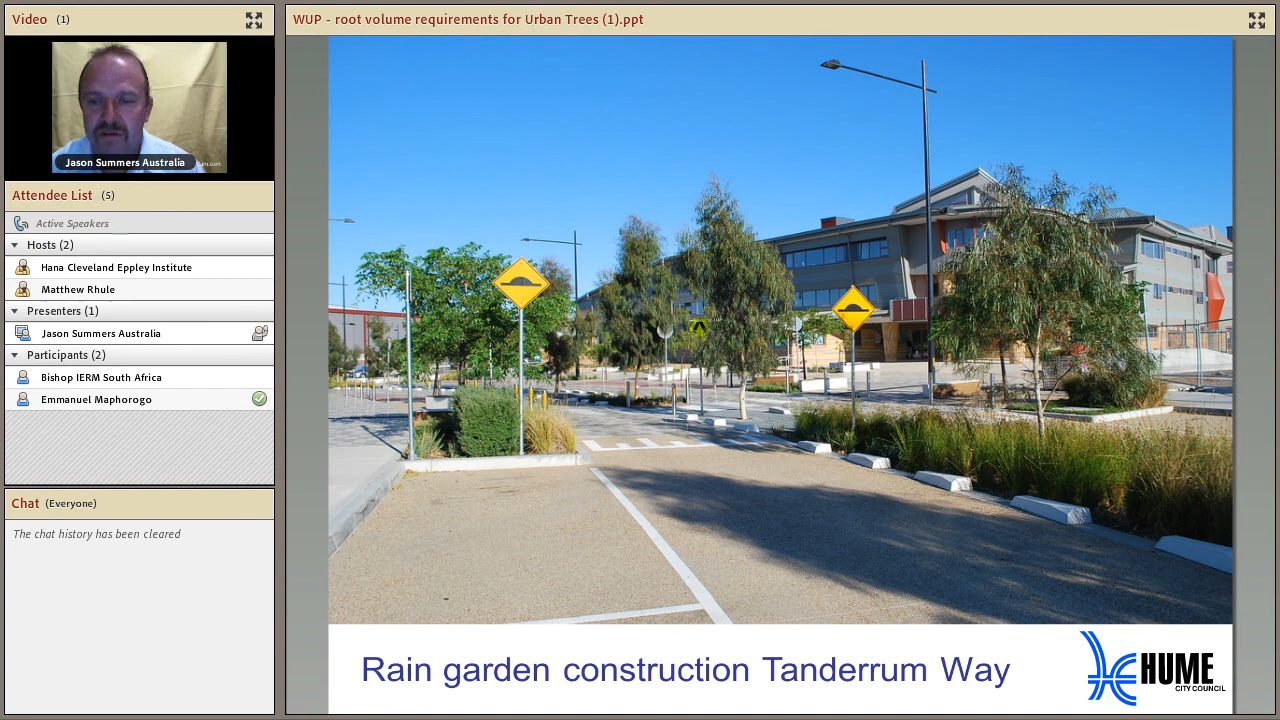 Video (1)
Jason Summers Australia
Attendee List (5)
Active Speakers
Hosts (2)
Hana Cleveland Eppley Institute
Matthew Rhule
Presenters (1)
Jason Summers Australia
Participants (2)
Bishop IERM South Africa
Emmanuel Maphorogo
Chat (Everyone)
The chat history has been cleared
WUP - root volume requirements for Urban Trees (1).ppt
Rain garden construction Tanderrum Way
HUME
CITY COUNCIL